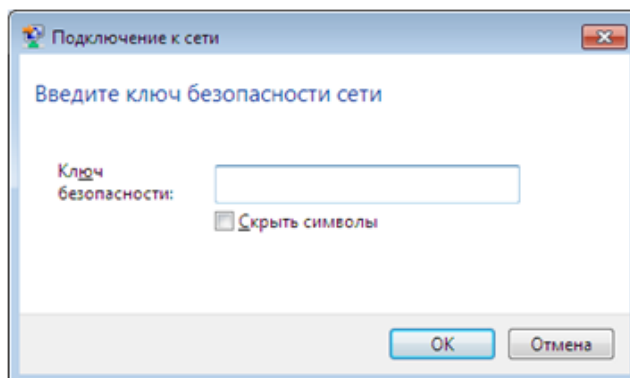 Подключение к сети
Введите ключ безопасности сети
Ключ
безопасности:
Скрыть символы
ОК
Отмена